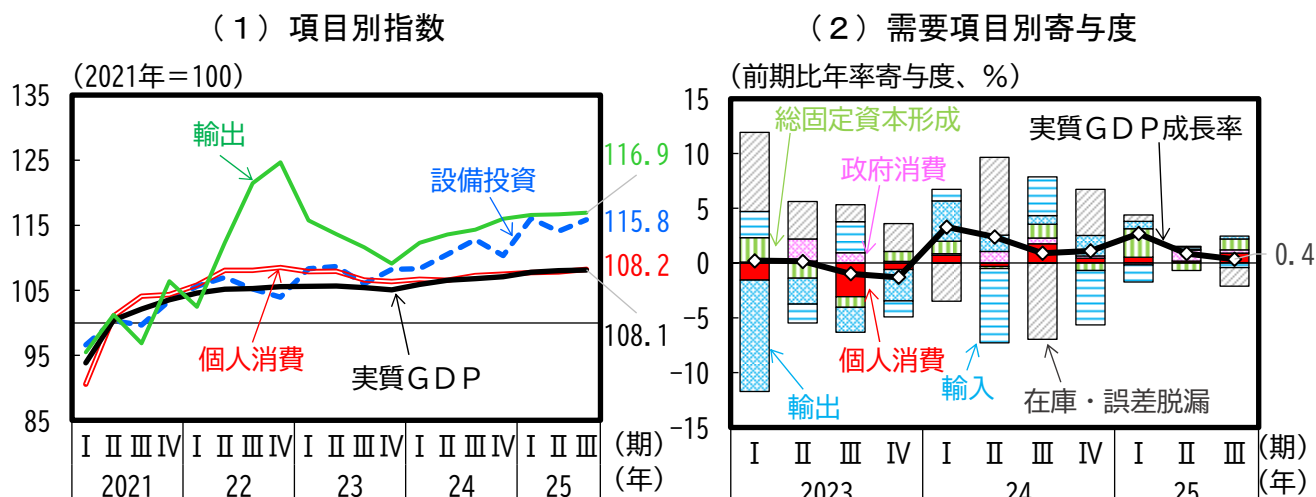 （１）項目別指数
(2021年＝100)
135
125
115
105
95
85
輸出
設備投資
個人消費
実質ＧＤＰ
116.9
115.8
108.2
108.1
Ⅰ Ⅱ Ⅲ Ⅳ Ⅰ Ⅱ Ⅲ Ⅳ Ⅰ Ⅱ Ⅲ Ⅳ Ⅰ Ⅱ Ⅲ Ⅳ Ⅰ Ⅱ Ⅲ (期)
2021 22 23 24 25 (年)
（２）需要項目別寄与度
(前期比年率寄与度、%)
15
10
5
0
-5
-10
-15
総固定資本形成
実質ＧＤＰ成長率
政府消費
0.4
個人消費
輸出
輸入
在庫・誤差脱漏
Ⅰ Ⅱ Ⅲ Ⅳ Ⅰ Ⅱ Ⅲ Ⅳ Ⅰ Ⅱ Ⅲ (期)
2023 24 25 (年)